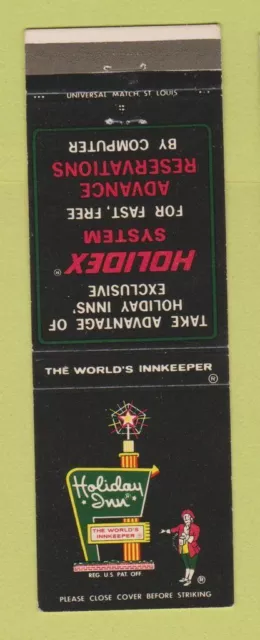 UNIVERSAL MATCH, ST. LOUIS
TAKE ADVANTAGE OF
HOLIDAY INNS'
EXCLUSIVE
HOLIDEX®
SYSTEM
FOR FAST, FREE
ADVANCE
RESERVATIONS
BY COMPUTER
THE WORLD'S INNKEEPER
Holiday
Inn®
THE WORLD'S
INNKEEPER
REG. U.S. PAT. OFF.
®
PLEASE CLOSE COVER BEFORE STRIKING